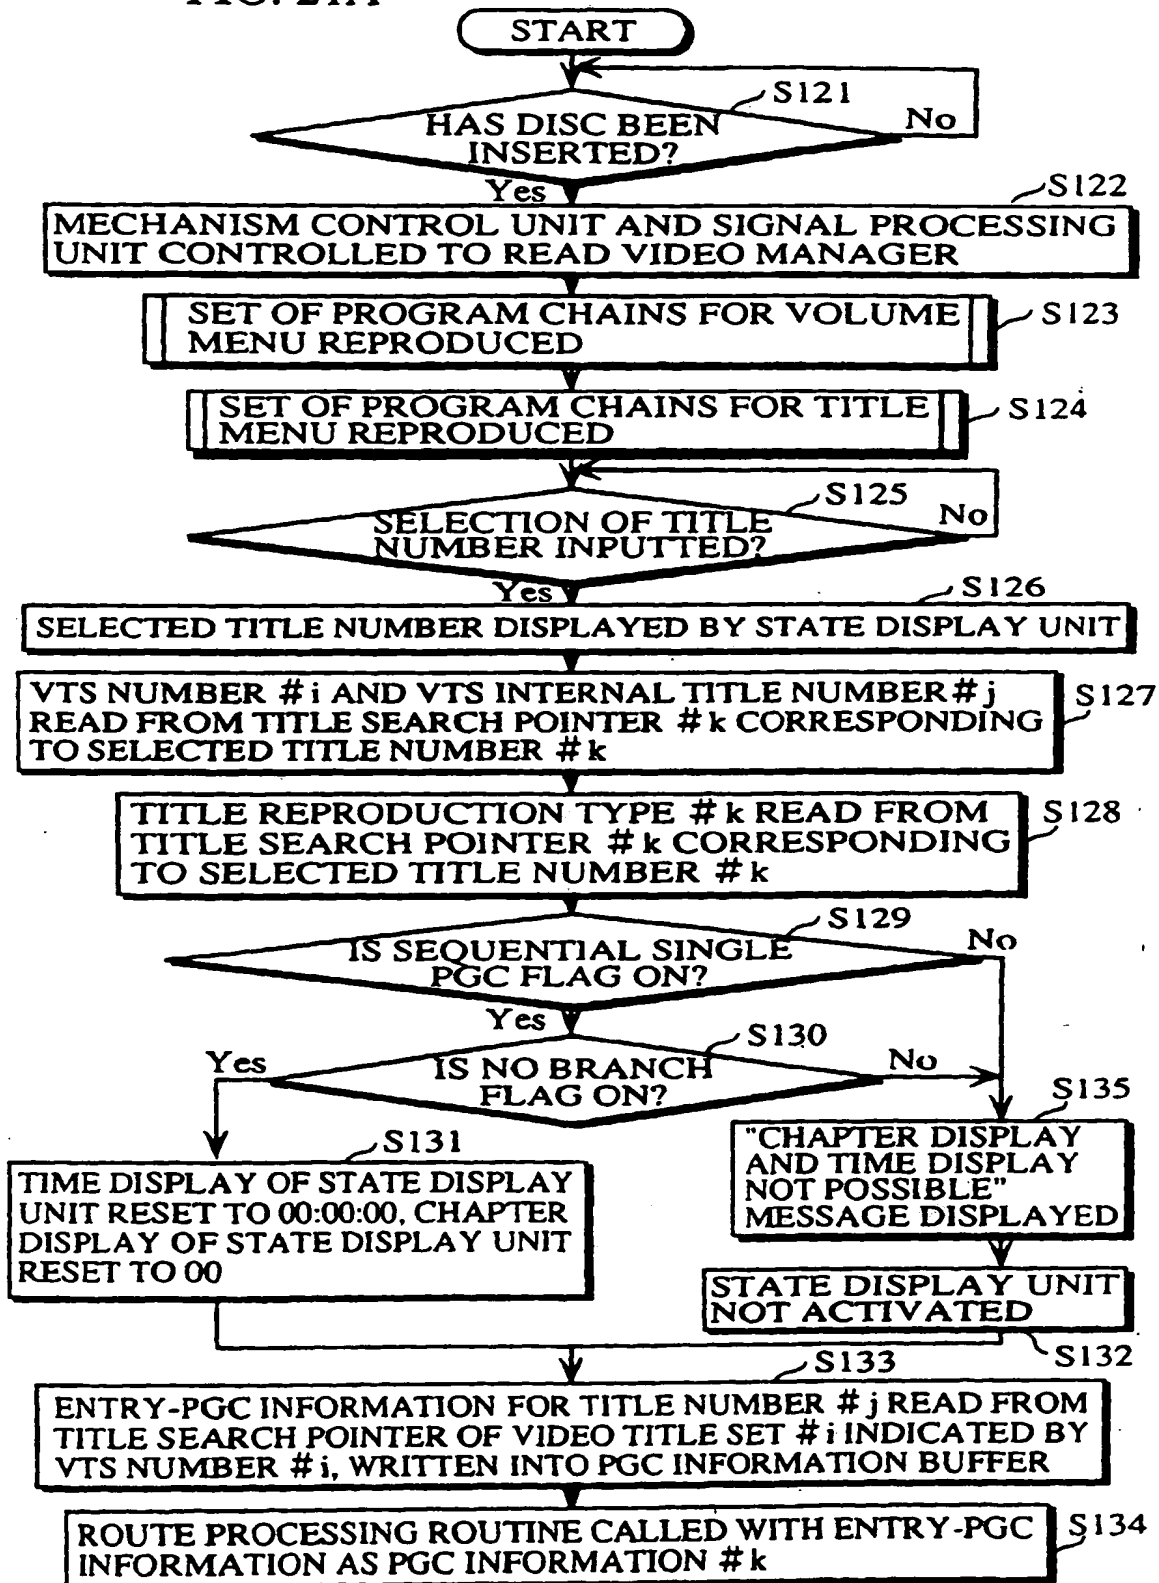 START
S121
HAS DISC BEEN
INSERTED?
No
Yes
S122
MECHANISM CONTROL UNIT AND SIGNAL PROCESSING
UNIT CONTROLLED TO READ VIDEO MANAGER
SET OF PROGRAM CHAINS FOR VOLUME
MENU REPRODUCED
S123
SET OF PROGRAM CHAINS FOR TITLE
MENU REPRODUCED
S124
S125
SELECTION OF TITLE
NUMBER INPUTTED?
No
Yes
S126
SELECTED TITLE NUMBER DISPLAYED BY STATE DISPLAY UNIT
VTS NUMBER #i AND VTS INTERNAL TITLE NUMBER #j
READ FROM TITLE SEARCH POINTER #k CORRESPONDING
TO SELECTED TITLE NUMBER #k
S127
TITLE REPRODUCTION TYPE #k READ FROM
TITLE SEARCH POINTER #k CORRESPONDING
TO SELECTED TITLE NUMBER #k
S128
S129
IS SEQUENTIAL SINGLE
PGC FLAG ON?
No
Yes
S130
IS NO BRANCH
FLAG ON?
Yes
No
S131
TIME DISPLAY OF STATE DISPLAY
UNIT RESET TO 00:00:00, CHAPTER
DISPLAY OF STATE DISPLAY UNIT
RESET TO 00
S135
"CHAPTER DISPLAY
AND TIME DISPLAY
NOT POSSIBLE"
MESSAGE DISPLAYED
STATE DISPLAY UNIT
NOT ACTIVATED
S132
S133
ENTRY-PGC INFORMATION FOR TITLE NUMBER #j READ FROM
TITLE SEARCH POINTER OF VIDEO TITLE SET #i INDICATED BY
VTS NUMBER #i, WRITTEN INTO PGC INFORMATION BUFFER
ROUTE PROCESSING ROUTINE CALLED WITH ENTRY-PGC
INFORMATION AS PGC INFORMATION #k
S134